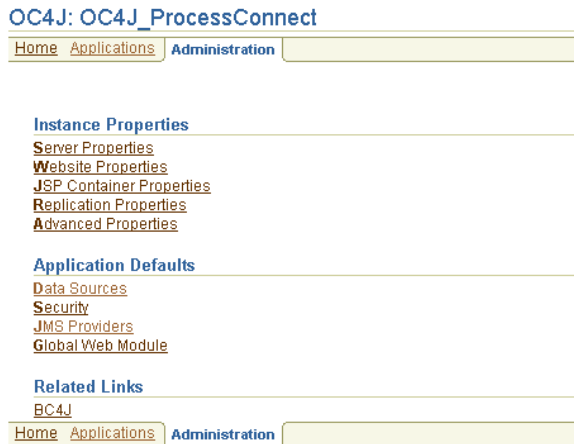 OC4J: OC4J_ProcessConnect
Home Applications Administration
Instance Properties
Server Properties
Website Properties
JSP Container Properties
Replication Properties
Advanced Properties
Application Defaults
Data Sources
Security
JMS Providers
Global Web Module
Related Links
BC4J
Home Applications Administration